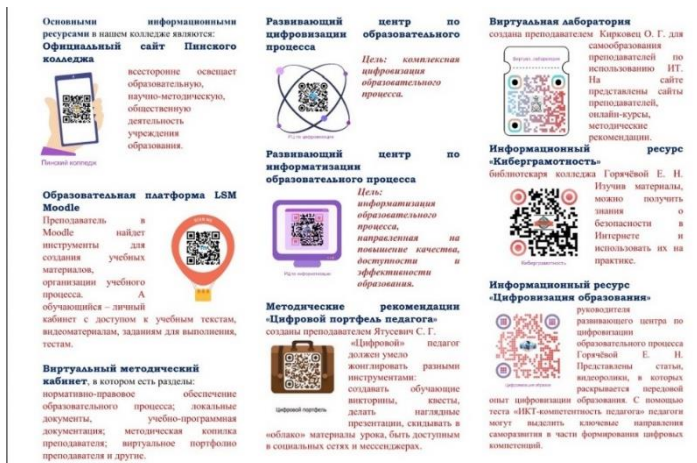 Основными информационными
ресурсами в нашем колледже являются:
Официальный сайт Пинского
колледжа
всесторонне освещает
образовательную,
научно-методическую,
общественную
деятельность
учреждения
образования.
Пинский колледж
Образовательная платформа LSM
Moodle
Преподаватель в
Moodle найдет
инструменты для
создания учебных
материалов,
организации учебного
процесса. А
обучающийся – личный
кабинет с доступом к учебным текстам,
видеоматериалам, заданиям для выполнения,
тестам.
Виртуальный методический
кабинет, в котором есть разделы:
нормативно-правовое обеспечение
образовательного процесса; локальные
документы, учебно-программная
документация; методическая копилка
преподавателя; виртуальное портфолио
преподавателя и другие.
Развивающий центр по
цифровизации образовательного
процесса
Цель: комплексная
цифровизация
образовательного
процесса.
РЦ по цифровизации
Развивающий центр по
информатизации
образовательного процесса
Цель:
информатизация
образовательного
процесса,
направленная на
повышение качества,
доступности и
эффективности
образования.
РЦ по информатизации
Методические рекомендации
«Цифровой портфель педагога»
созданы преподавателем Ятусевич С. Г.
«Цифровой» педагог
должен умело
жонглировать разными
инструментами:
создавать обучающие
викторины, квесты,
делать наглядные
презентации, скидывать в
«облако» материалы урока, быть доступным
в социальных сетях и мессенджерах.
Цифровой портфель
Виртуальная лаборатория
создана преподавателем Кирковец О. Г. для
самообразования
преподавателей по
использованию ИТ.
На сайте
представлены сайты
преподавателей,
онлайн-курсы,
методические
рекомендации.
Информационный ресурс
«Киберграмотность»
библиотекаря колледжа Горячёвой Е. Н.
Изучив материалы,
можно получить
знания о
безопасности в
Интернете и
использовать их на
практике.
Киберграмотность
Информационный ресурс
«Цифровизация образования»
руководителя
развивающего центра по
цифровизации
образовательного процесса
Горячёвой Е. Н.
Представлены статьи,
видеоролики, в которых
раскрывается передовой
опыт цифровизации образования. С помощью
теста «ИКТ-компетентность педагога» педагоги
могут выделить ключевые направления
саморазвития в части формирования цифровых
компетенций.